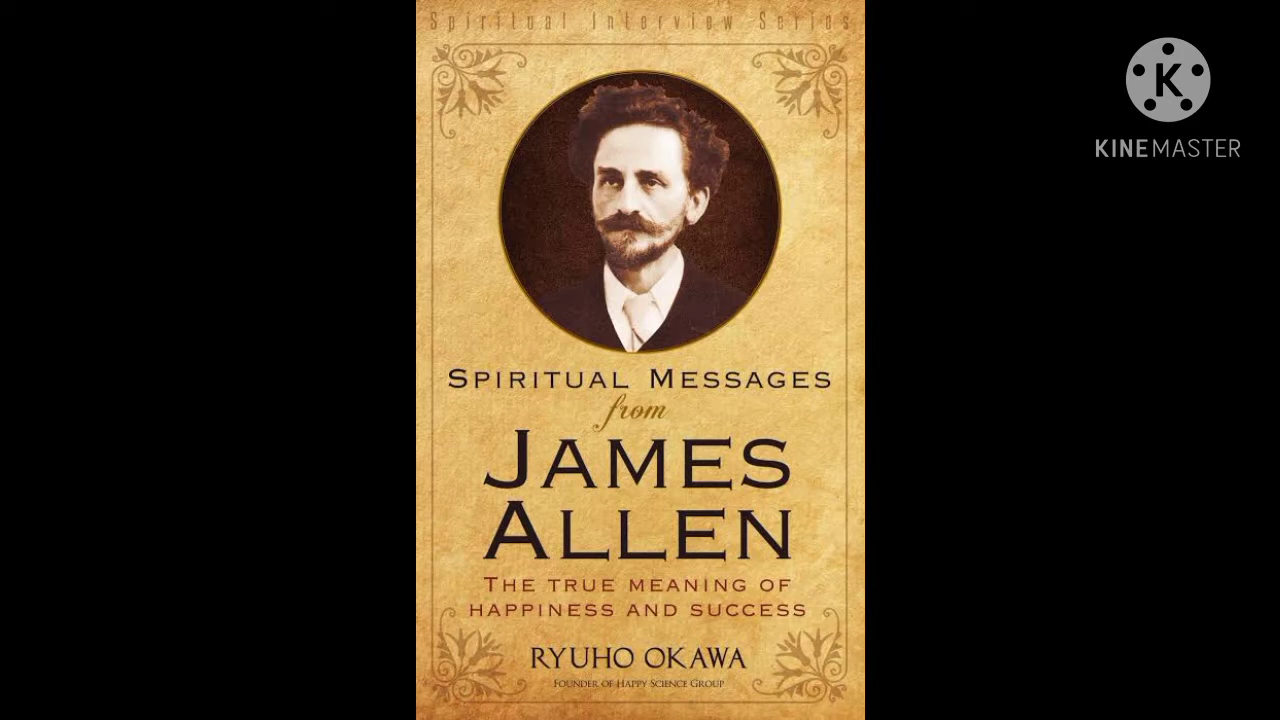 Spiritual Interview Series
KINEMASTER
SPIRITUAL MESSAGES
from
JAMES
ALLEN
THE TRUE MEANING OF
HAPPINESS AND SUCCESS
RYUHO OKAWA
FOUNDER OF HAPPY SCIENCE GROUP